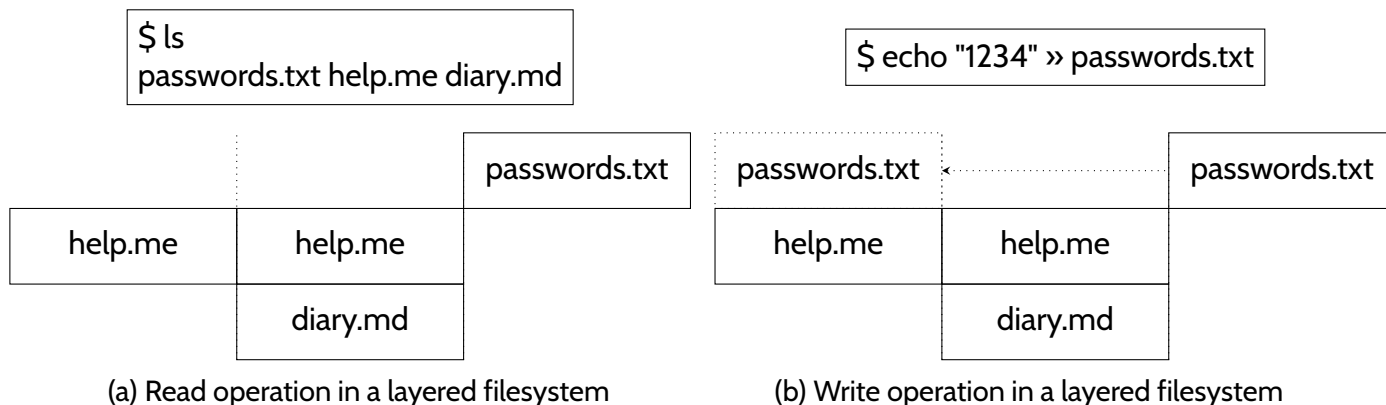 $ ls
passwords.txt help.me diary.md
passwords.txt
help.me help.me
diary.md
(a) Read operation in a layered filesystem
$ echo "1234" » passwords.txt
passwords.txt passwords.txt
help.me help.me
diary.md
(b) Write operation in a layered filesystem